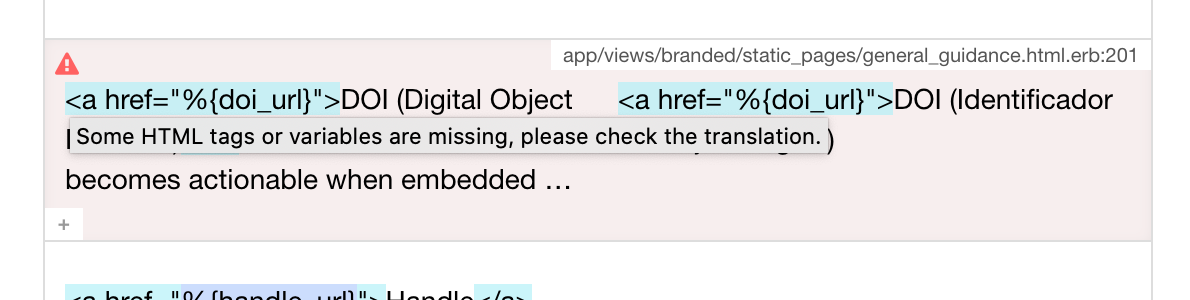 app/views/branded/static_pages/general_guidance.html.erb:201
<a href="%{doi_url}">DOI (Digital Object
<a href="%{doi_url}">DOI (Identificador
Some HTML tags or variables are missing, please check the translation.
becomes actionable when embedded …
+
<a href="%{handle_url}">Handle</a>